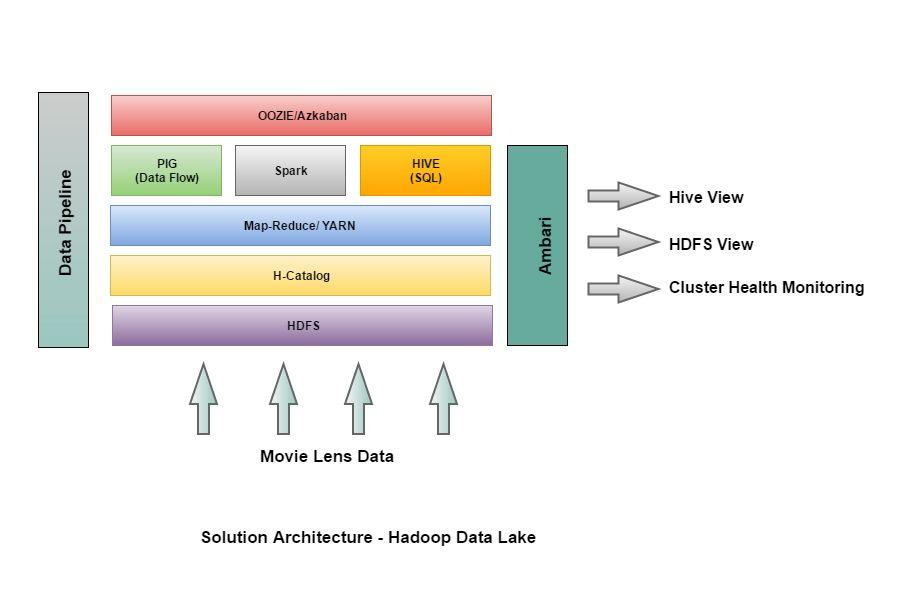 Data Pipeline
OOZIE/Azkaban
PIG
(Data Flow)
Spark
HIVE
(SQL)
Map-Reduce/ YARN
H-Catalog
HDFS
Ambari
Hive View
HDFS View
Cluster Health Monitoring
Movie Lens Data
Solution Architecture - Hadoop Data Lake